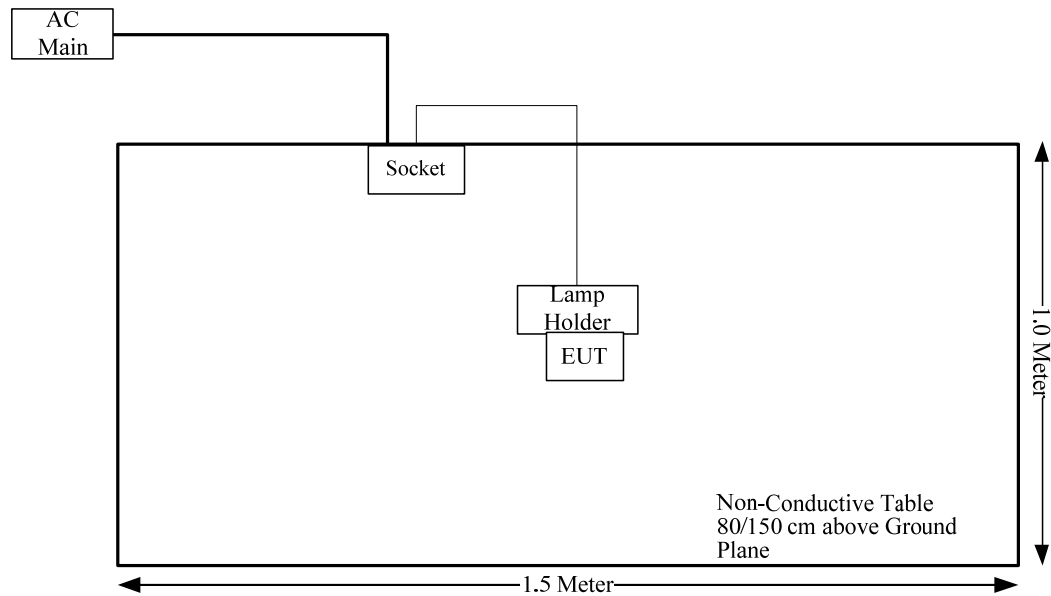 AC
Main
Socket
Lamp
Holder
EUT
1.0 Meter
Non-Conductive Table
80/150 cm above Ground
Plane
1.5 Meter